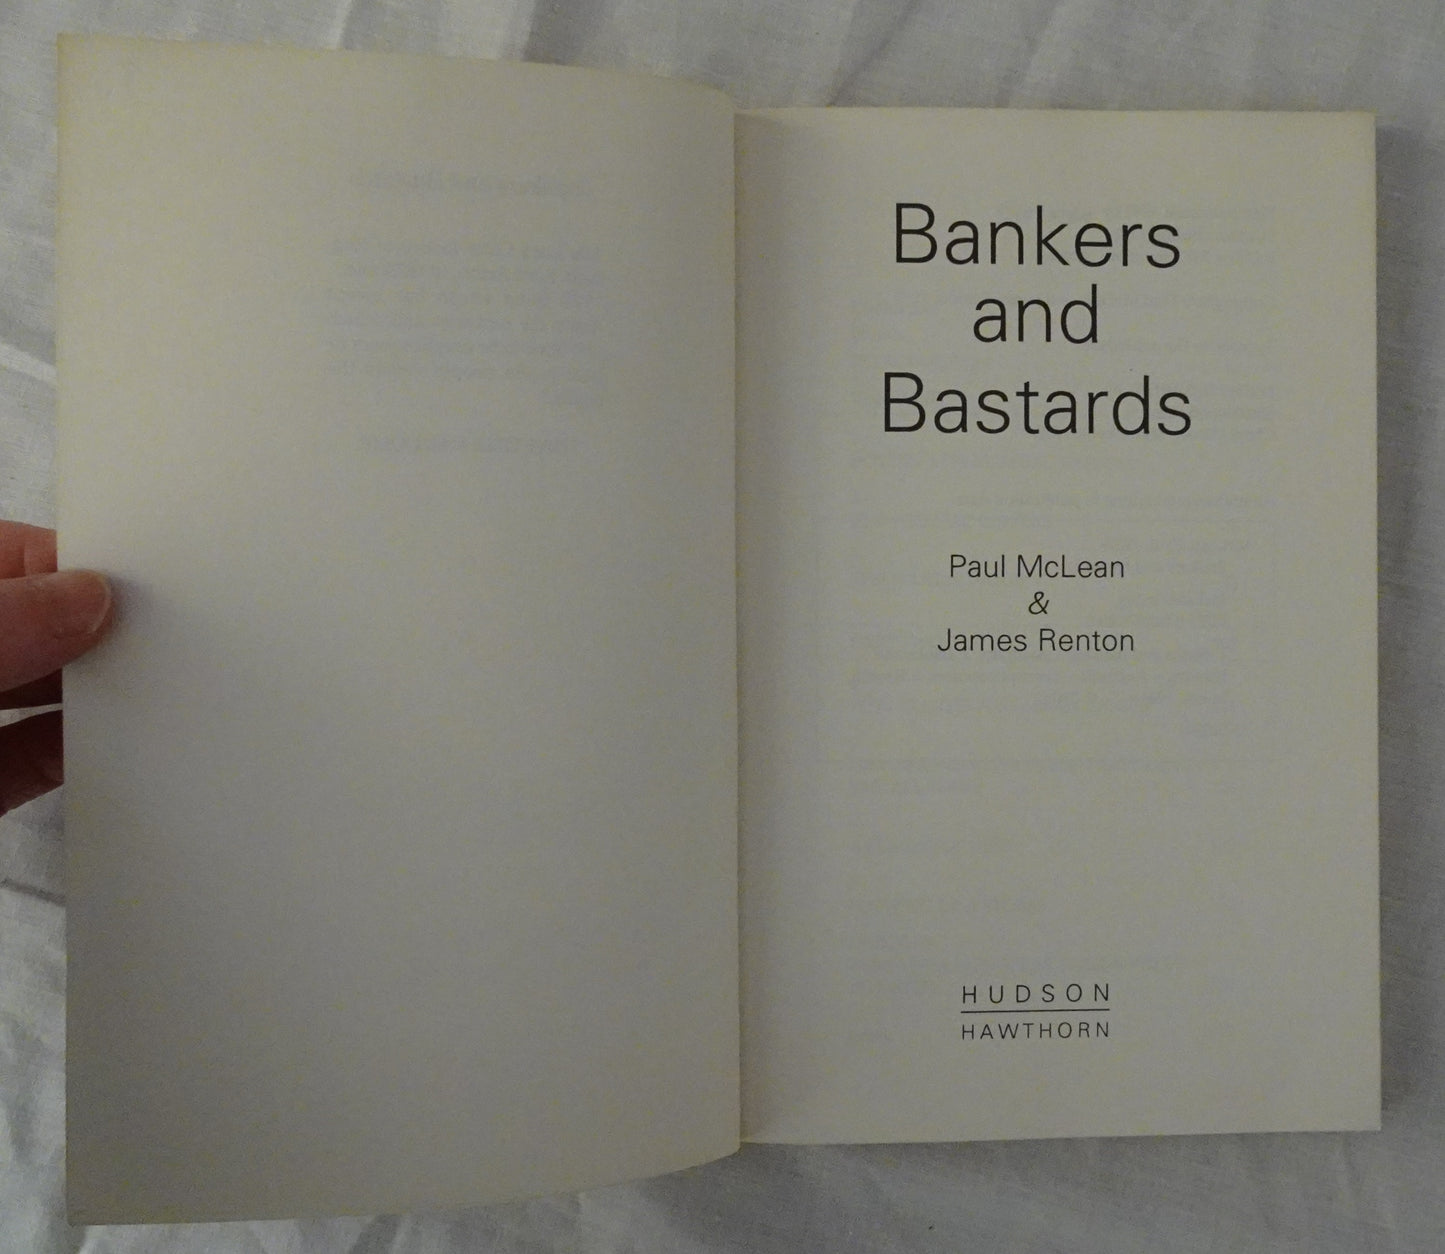 Bankers
and
Bastards
Paul McLean
&
James Renton
HUDSON
HAWTHORN